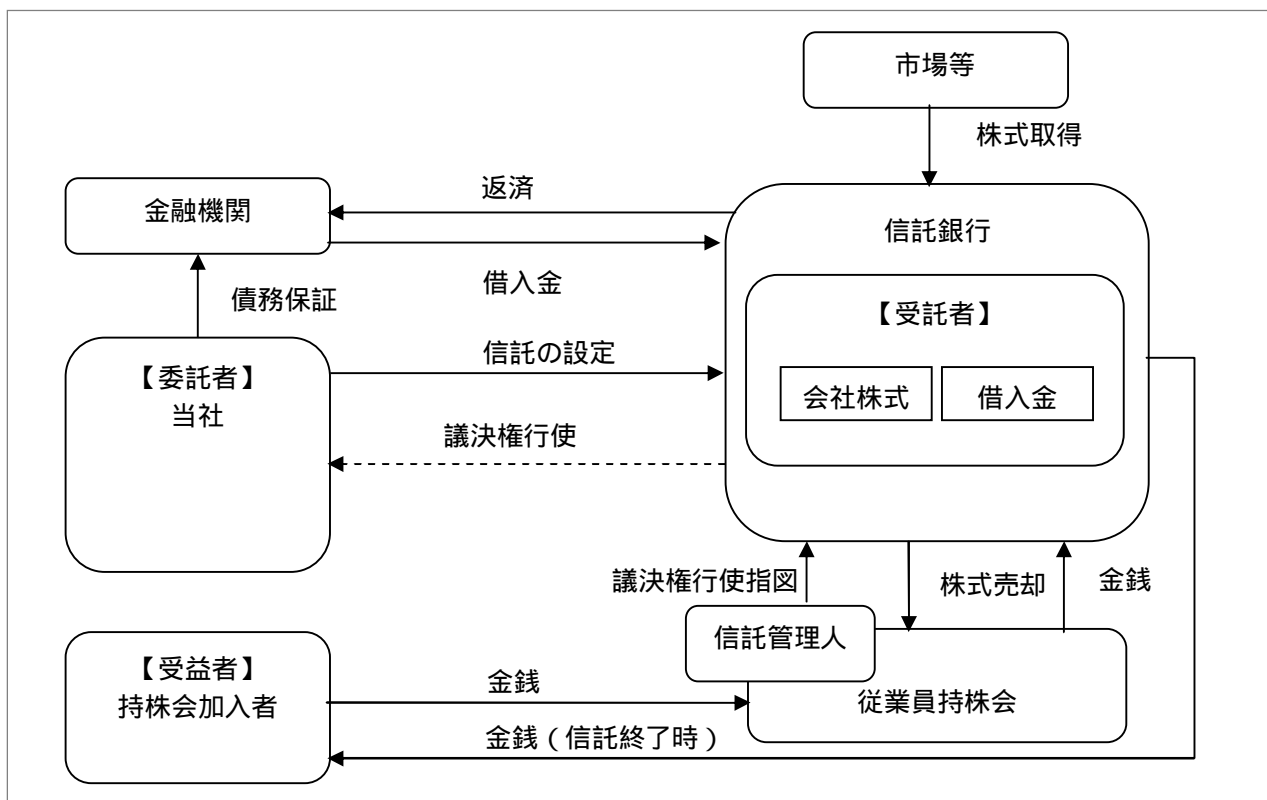 市場等
株式取得
返済
金融機関
信託銀行
借入金
債務保証
【受託者】
信託の設定
【委託者】
当社
会社株式
借入金
議決権行使
議決権行使指図
株式売却
金銭
信託管理人
【受益者】
持株会加入者
金銭
従業員持株会
金銭（信託終了時）